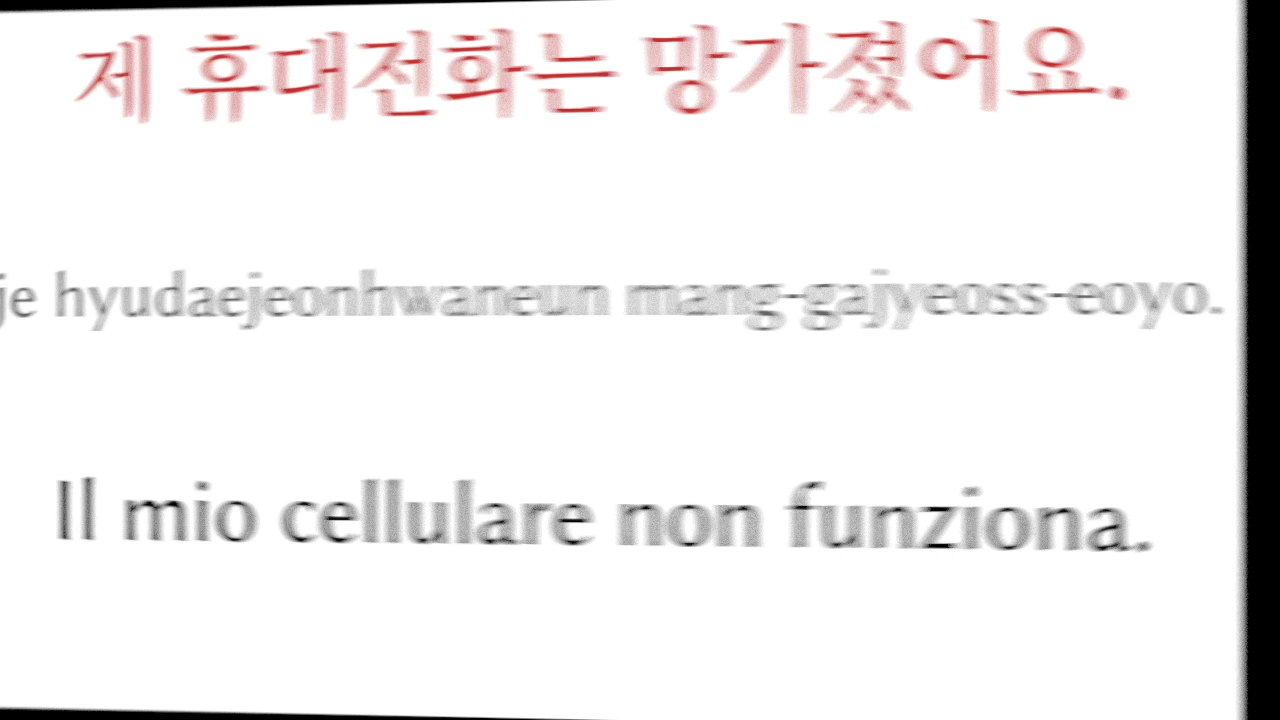 제 휴대전화는 망가졌어요.
je hyudaejeonhwaneun mang-gajyeoss-eoyo.
Il mio cellulare non funziona.